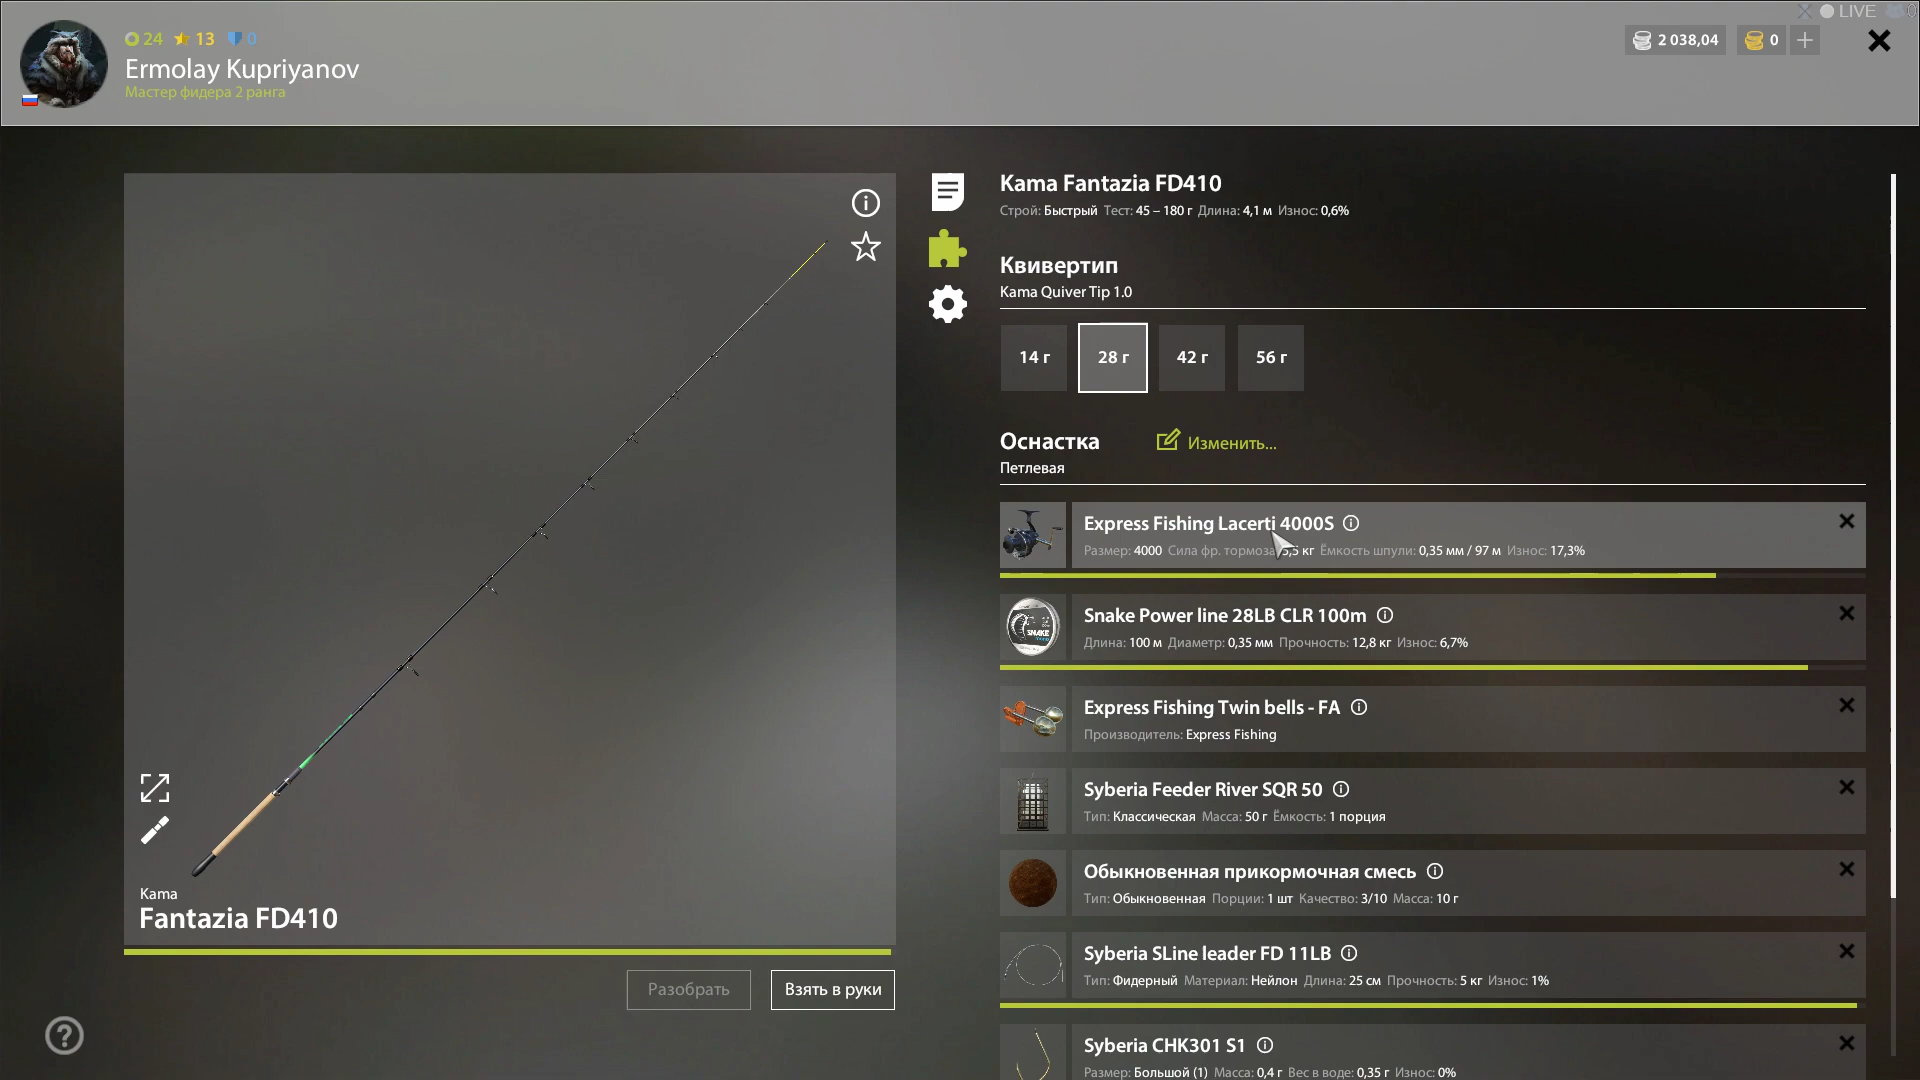 LIVE 0
24 13 0
Ermolay Kupriyanov
Мастер фидера 2 ранга
2 038,04 0
Kama Fantazia FD410
Строй: Быстрый Тест: 45 – 180 г Длина: 4,1 м Износ: 0,6%
Квивертип
Kama Quiver Tip 1.0
14 г 28 г 42 г 56 г
Оснастка Изменить...
Петлевая
Express Fishing Lacerti 4000S
Размер: 4000 Сила фр. тормоза 5,5 кг Ёмкость шпули: 0,35 мм / 97 м Износ: 17,3%
SNAKE
Snake Power line 28LB CLR 100m
Длина: 100 м Диаметр: 0,35 мм Прочность: 12,8 кг Износ: 6,7%
Express Fishing Twin bells - FA
Производитель: Express Fishing
Syberia Feeder River SQR 50
Тип: Классическая Масса: 50 г Ёмкость: 1 порция
Обыкновенная прикормочная смесь
Тип: Обыкновенная Порции: 1 шт Качество: 3/10 Масса: 10 г
Syberia SLine leader FD 11LB
Тип: Фидерный Материал: Нейлон Длина: 25 см Прочность: 5 кг Износ: 1%
Syberia CHK301 S1
Размер: Большой (1) Масса: 0,4 г Вес в воде: 0,35 г Износ: 0%
Kama
Fantazia FD410
Разобрать Взять в руки